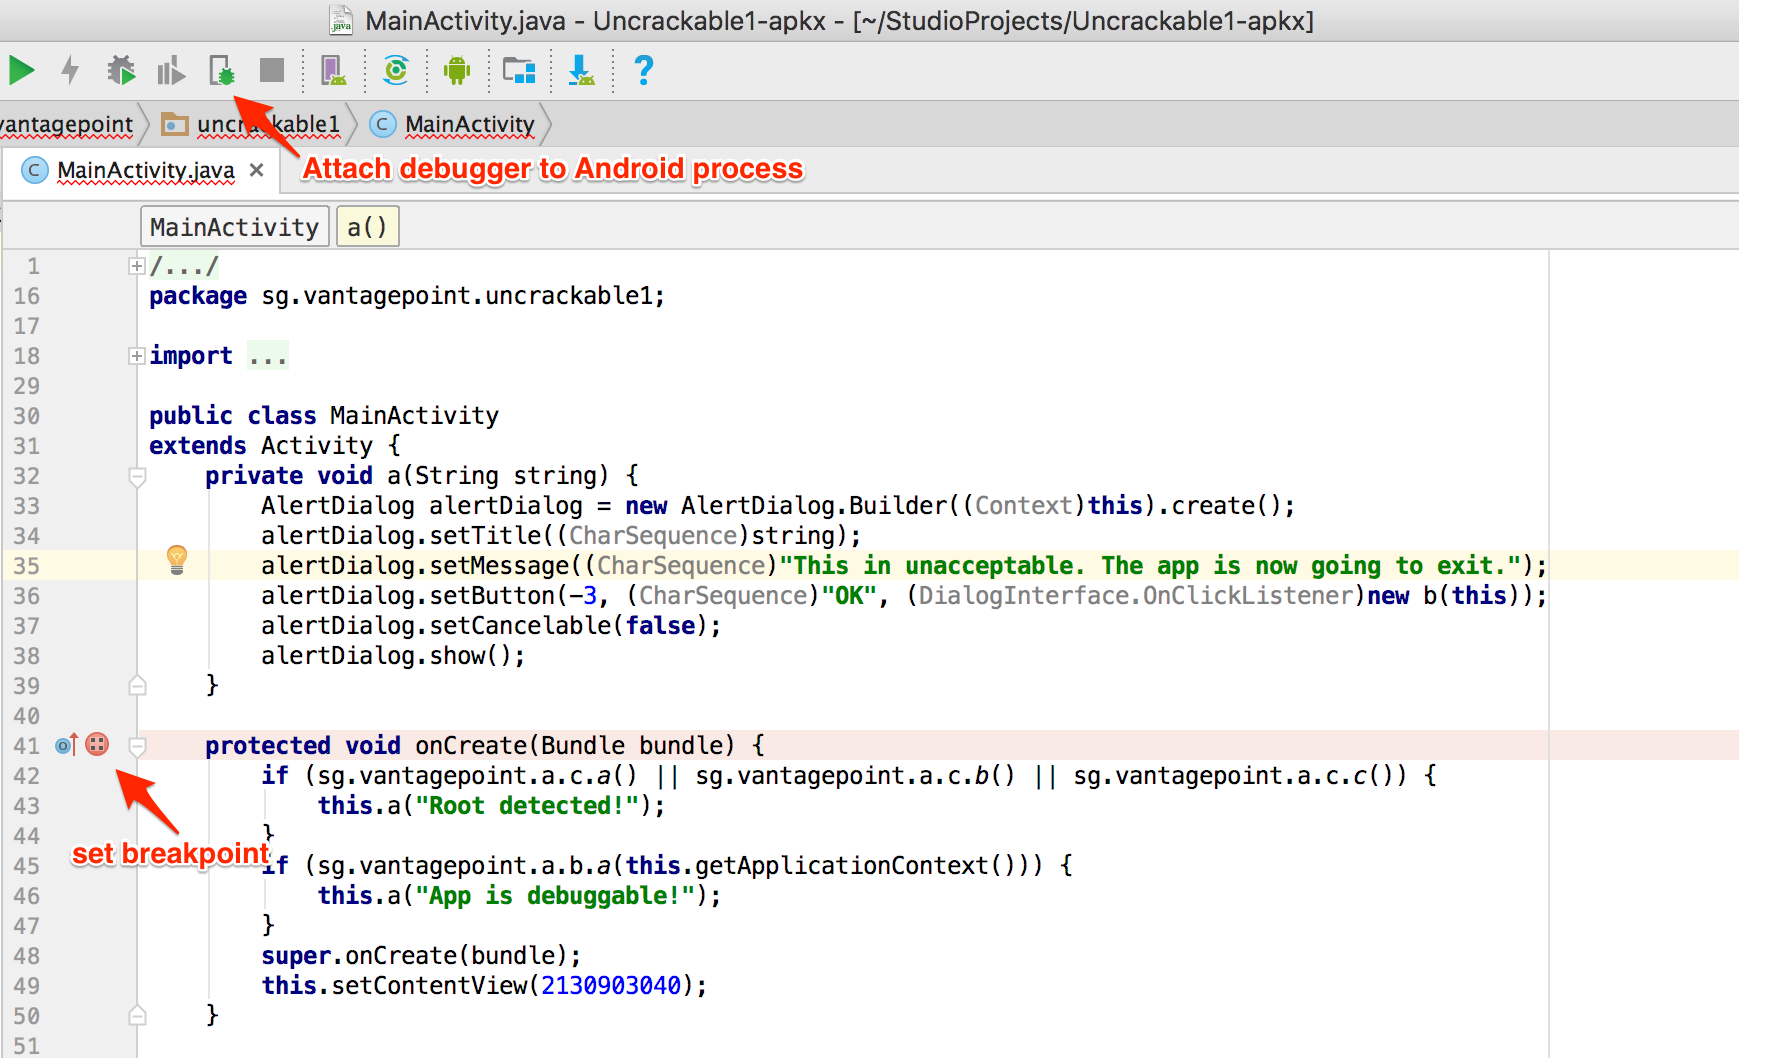 MainActivity.java - Uncrackable1-apkx - [~/StudioProjects/Uncrackable1-apkx]
vantagepoint uncrackable1 C MainActivity
C MainActivity.java × Attach debugger to Android process
MainActivity a()
1 /.../
16 package sg.vantagepoint.uncrackable1;
17
18 import ...
29
30 public class MainActivity
31 extends Activity {
32 private void a(String string) {
33 AlertDialog alertDialog = new AlertDialog.Builder((Context)this).create();
34 alertDialog.setTitle((CharSequence)string);
35 alertDialog.setMessage((CharSequence)"This in unacceptable. The app is now going to exit.");
36 alertDialog.setButton(-3, (CharSequence)"OK", (DialogInterface.OnClickListener)new b(this));
37 alertDialog.setCancelable(false);
38 alertDialog.show();
39 }
40
41 protected void onCreate(Bundle bundle) {
42 if (sg.vantagepoint.a.c.a() || sg.vantagepoint.a.c.b() || sg.vantagepoint.a.c.c()) {
43 this.a("Root detected!");
44 }
set breakpoint
45 if (sg.vantagepoint.a.b.a(this.getApplicationContext())) {
46 this.a("App is debuggable!");
47 }
48 super.onCreate(bundle);
49 this.setContentView(2130903040);
50 }
51